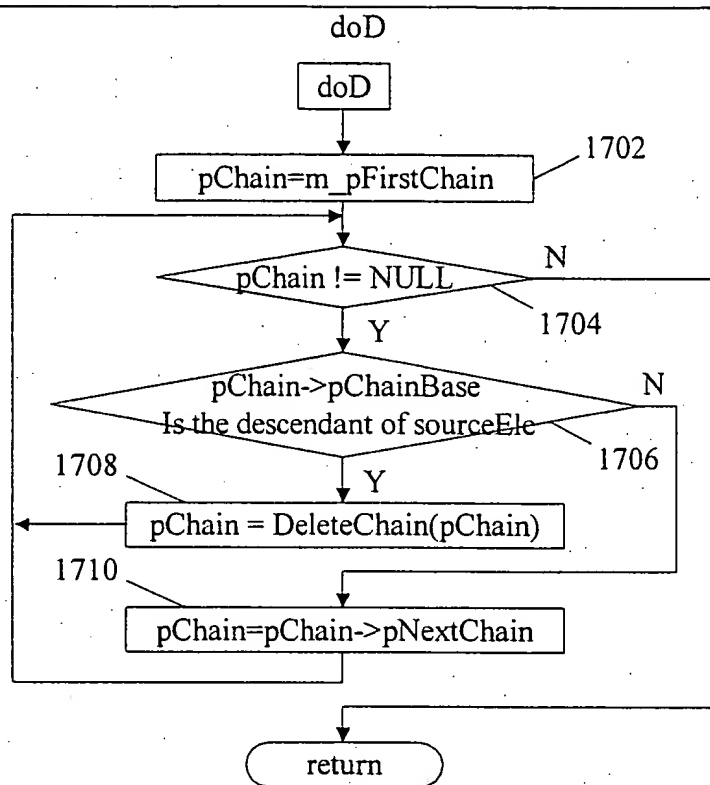 doD
doD
1702
pChain=m_pFirstChain
N
pChain != NULL
1704
Y
pChain->pChainBase
N
Is the descendant of sourceEle
1706
1708
Y
pChain = DeleteChain(pChain)
1710
pChain=pChain->pNextChain
return